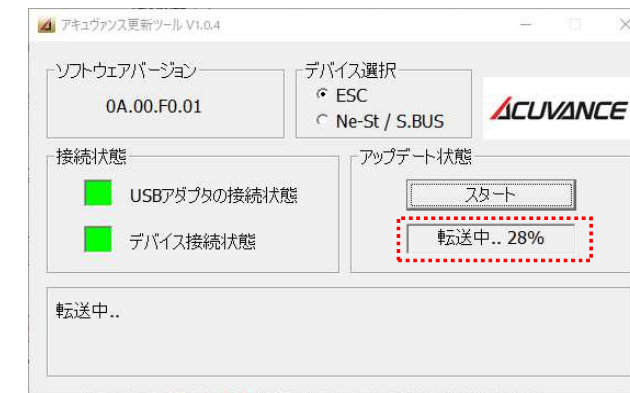 アキュヴァンス更新ツール V1.0.4
ソフトウェアバージョン
0A.00.F0.01
デバイス選択
ESC
Ne-St / S.BUS
ACUVANCE
接続状態
USBアダプタの接続状態
デバイス接続状態
アップデート状態
スタート
転送中.. 28%
転送中..